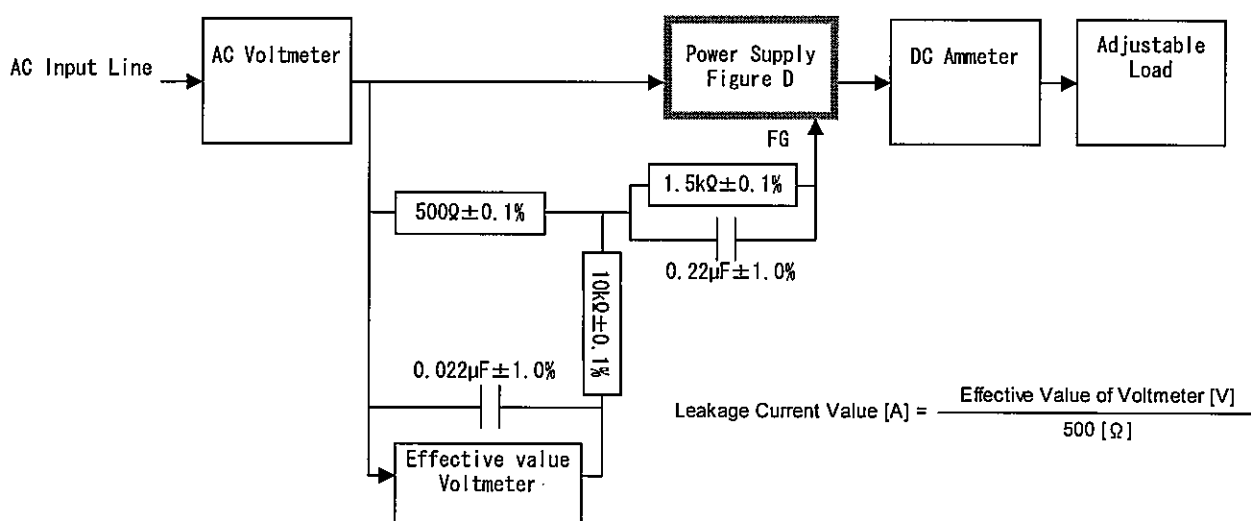 AC Input Line
AC Voltmeter
Power Supply
Figure D
DC Ammeter
Adjustable
Load
FG
1.5kΩ±0.1%
500Ω±0.1%
0.22μF±1.0%
10kΩ±0.1%
0.022μF±1.0%
Leakage Current Value [A] =
Effective Value of Voltmeter [V]
500 [Ω]
Effective value
Voltmeter